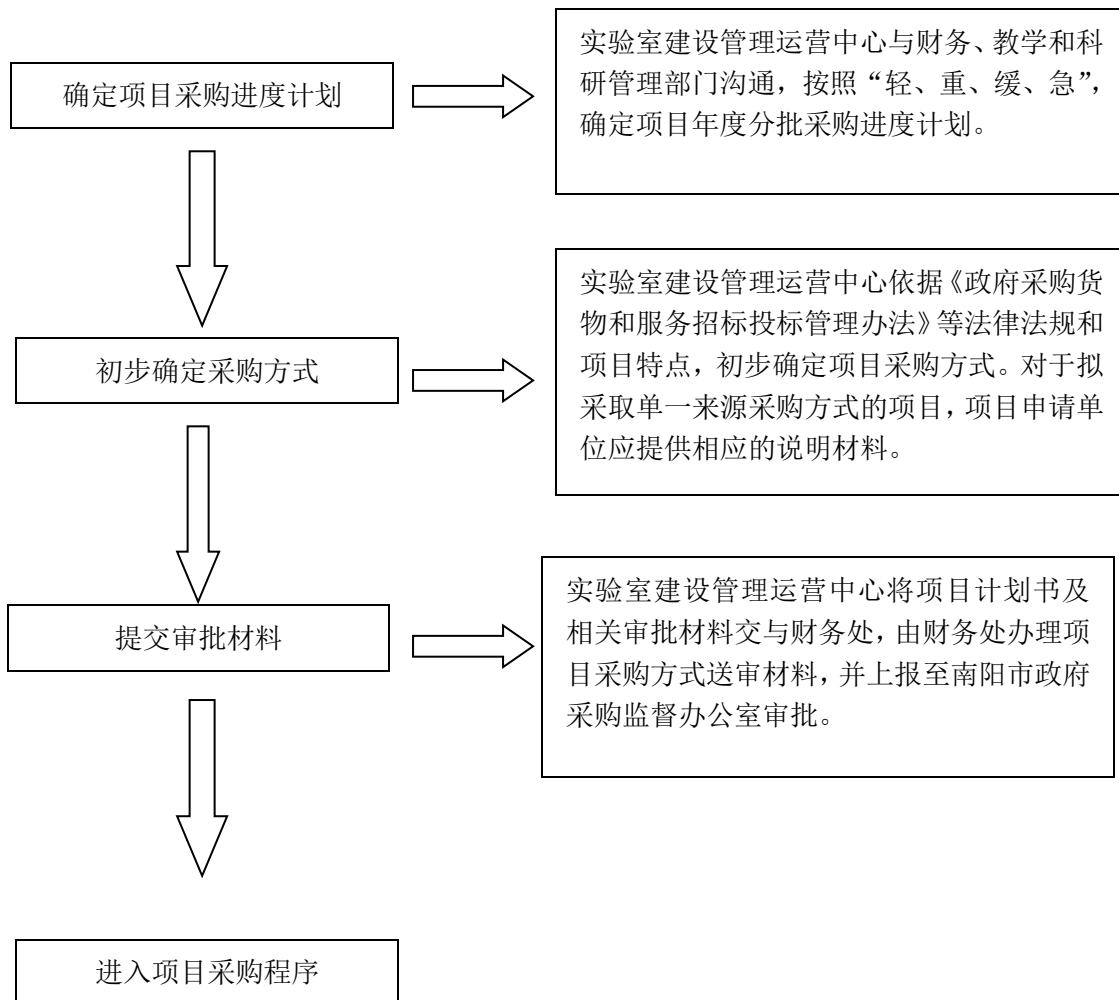 确定项目采购进度计划
实验室建设管理运营中心与财务、教学和科
研管理部门沟通，按照“轻、重、缓、急”，
确定项目年度分批采购进度计划。
初步确定采购方式
实验室建设管理运营中心依据《政府采购货
物和服务招标投标管理办法》等法律法规和
项目特点，初步确定项目采购方式。对于拟
采取单一来源采购方式的项目，项目申请单
位应提供相应的说明材料。
提交审批材料
实验室建设管理运营中心将项目计划书及
相关审批材料交与财务处，由财务处办理项
目采购方式送审材料，并上报至南阳市政府
采购监督办公室审批。
进入项目采购程序